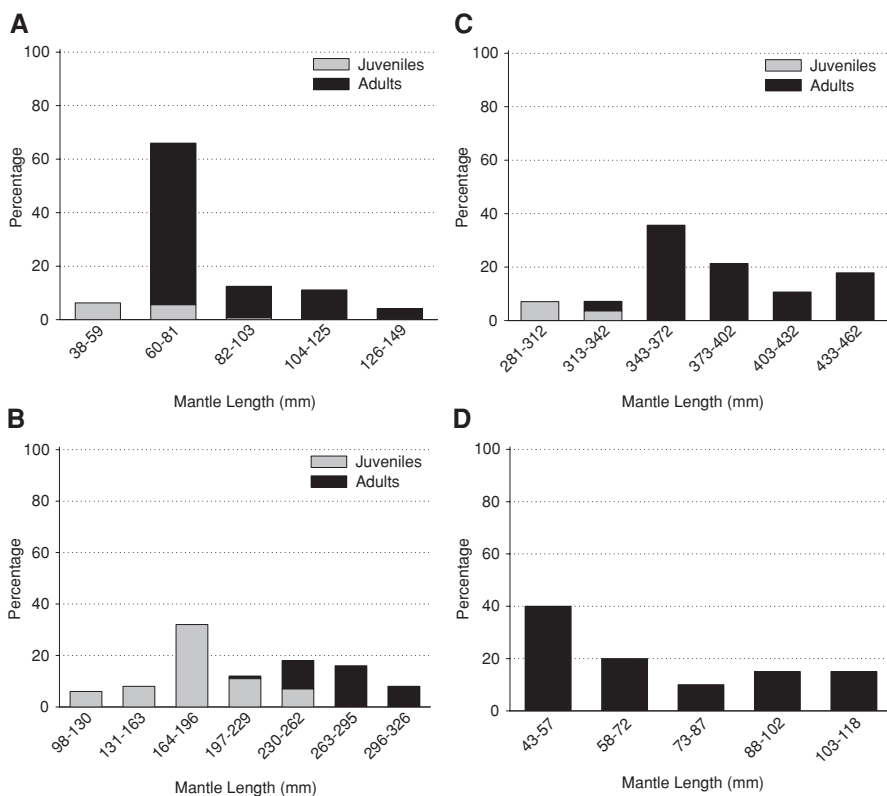 A
Percentage
100
80
60
40
20
0
Juveniles
Adults
38-59
60-81
82-103
104-125
126-149
Mantle Length (mm)
C
Percentage
100
80
60
40
20
0
Juveniles
Adults
281-312
313-342
343-372
373-402
403-432
433-462
Mantle Length (mm)
B
Percentage
100
80
60
40
20
0
Juveniles
Adults
98-130
131-163
164-196
197-229
230-262
263-295
296-326
Mantle Length (mm)
D
Percentage
100
80
60
40
20
0
43-57
58-72
73-87
88-102
103-118
Mantle Length (mm)